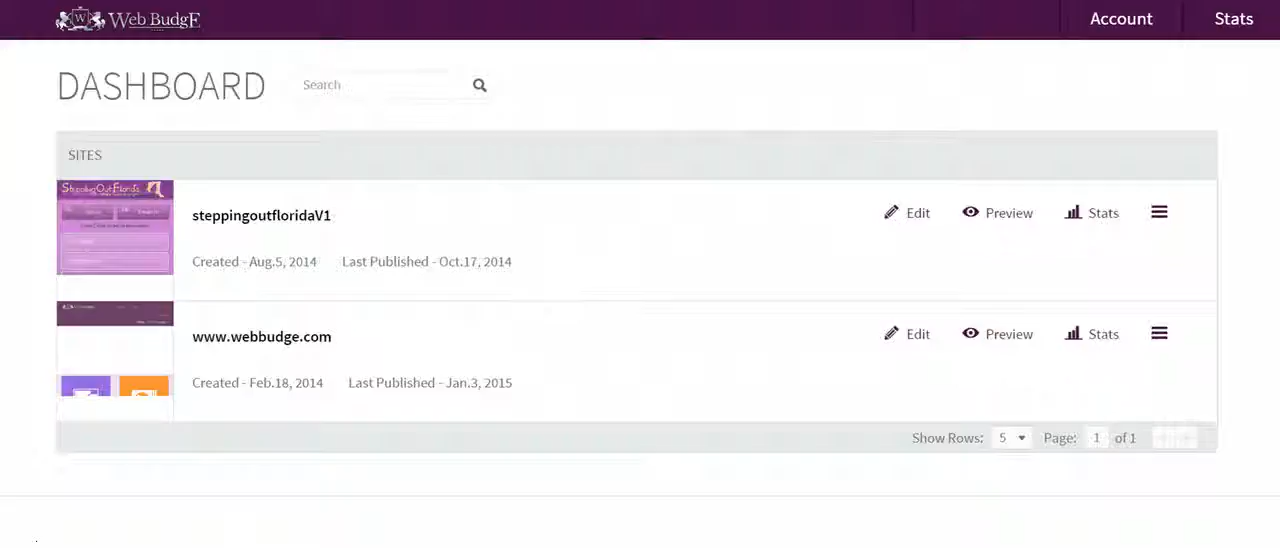 Web BudgE
Account
Stats
DASHBOARD
Search
SITES
SteppingOutFlorida
steppingoutfloridaV1
Edit
Preview
Stats
Created - Aug.5, 2014
Last Published - Oct.17, 2014
www.webbudge.com
Edit
Preview
Stats
Created - Feb.18, 2014
Last Published - Jan.3, 2015
Show Rows: 5 Page: 1 of 1